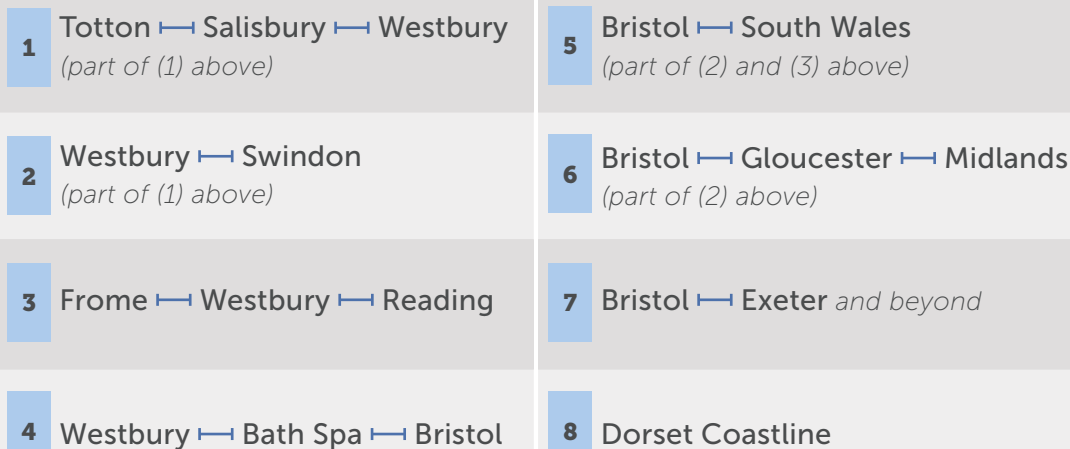 1
Totton Salisbury Westbury
(part of (1) above)
2
Westbury Swindon
(part of (1) above)
3
Frome Westbury Reading
4
Westbury Bath Spa Bristol
5
Bristol South Wales
(part of (2) and (3) above)
6
Bristol Gloucester Midlands
(part of (2) above)
7
Bristol Exeter and beyond
8
Dorset Coastline